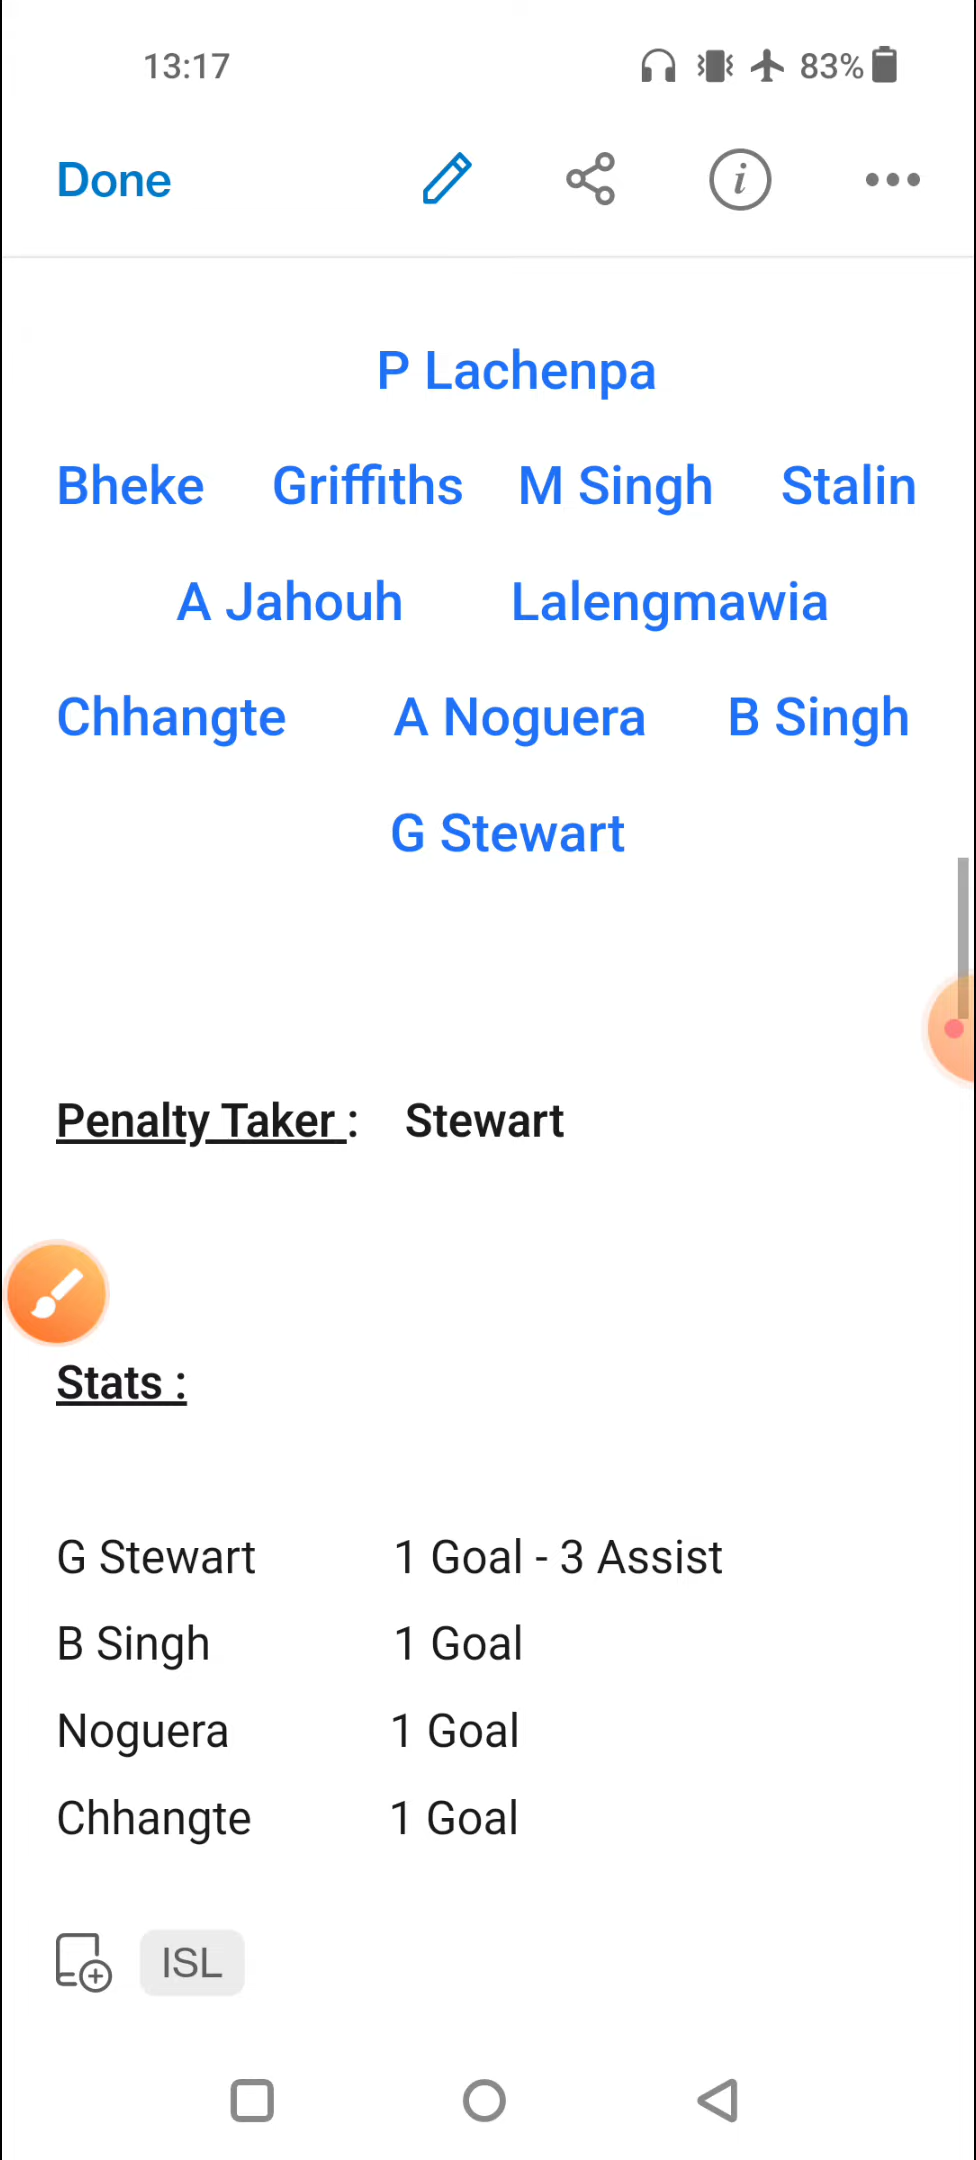 13:17 83%
Done
P Lachenpa
Bheke Griffiths M Singh Stalin
A Jahouh Lalengmawia
Chhangte A Noguera B Singh
G Stewart
Penalty Taker : Stewart
Stats :
G Stewart 1 Goal - 3 Assist
B Singh 1 Goal
Noguera 1 Goal
Chhangte 1 Goal
ISL